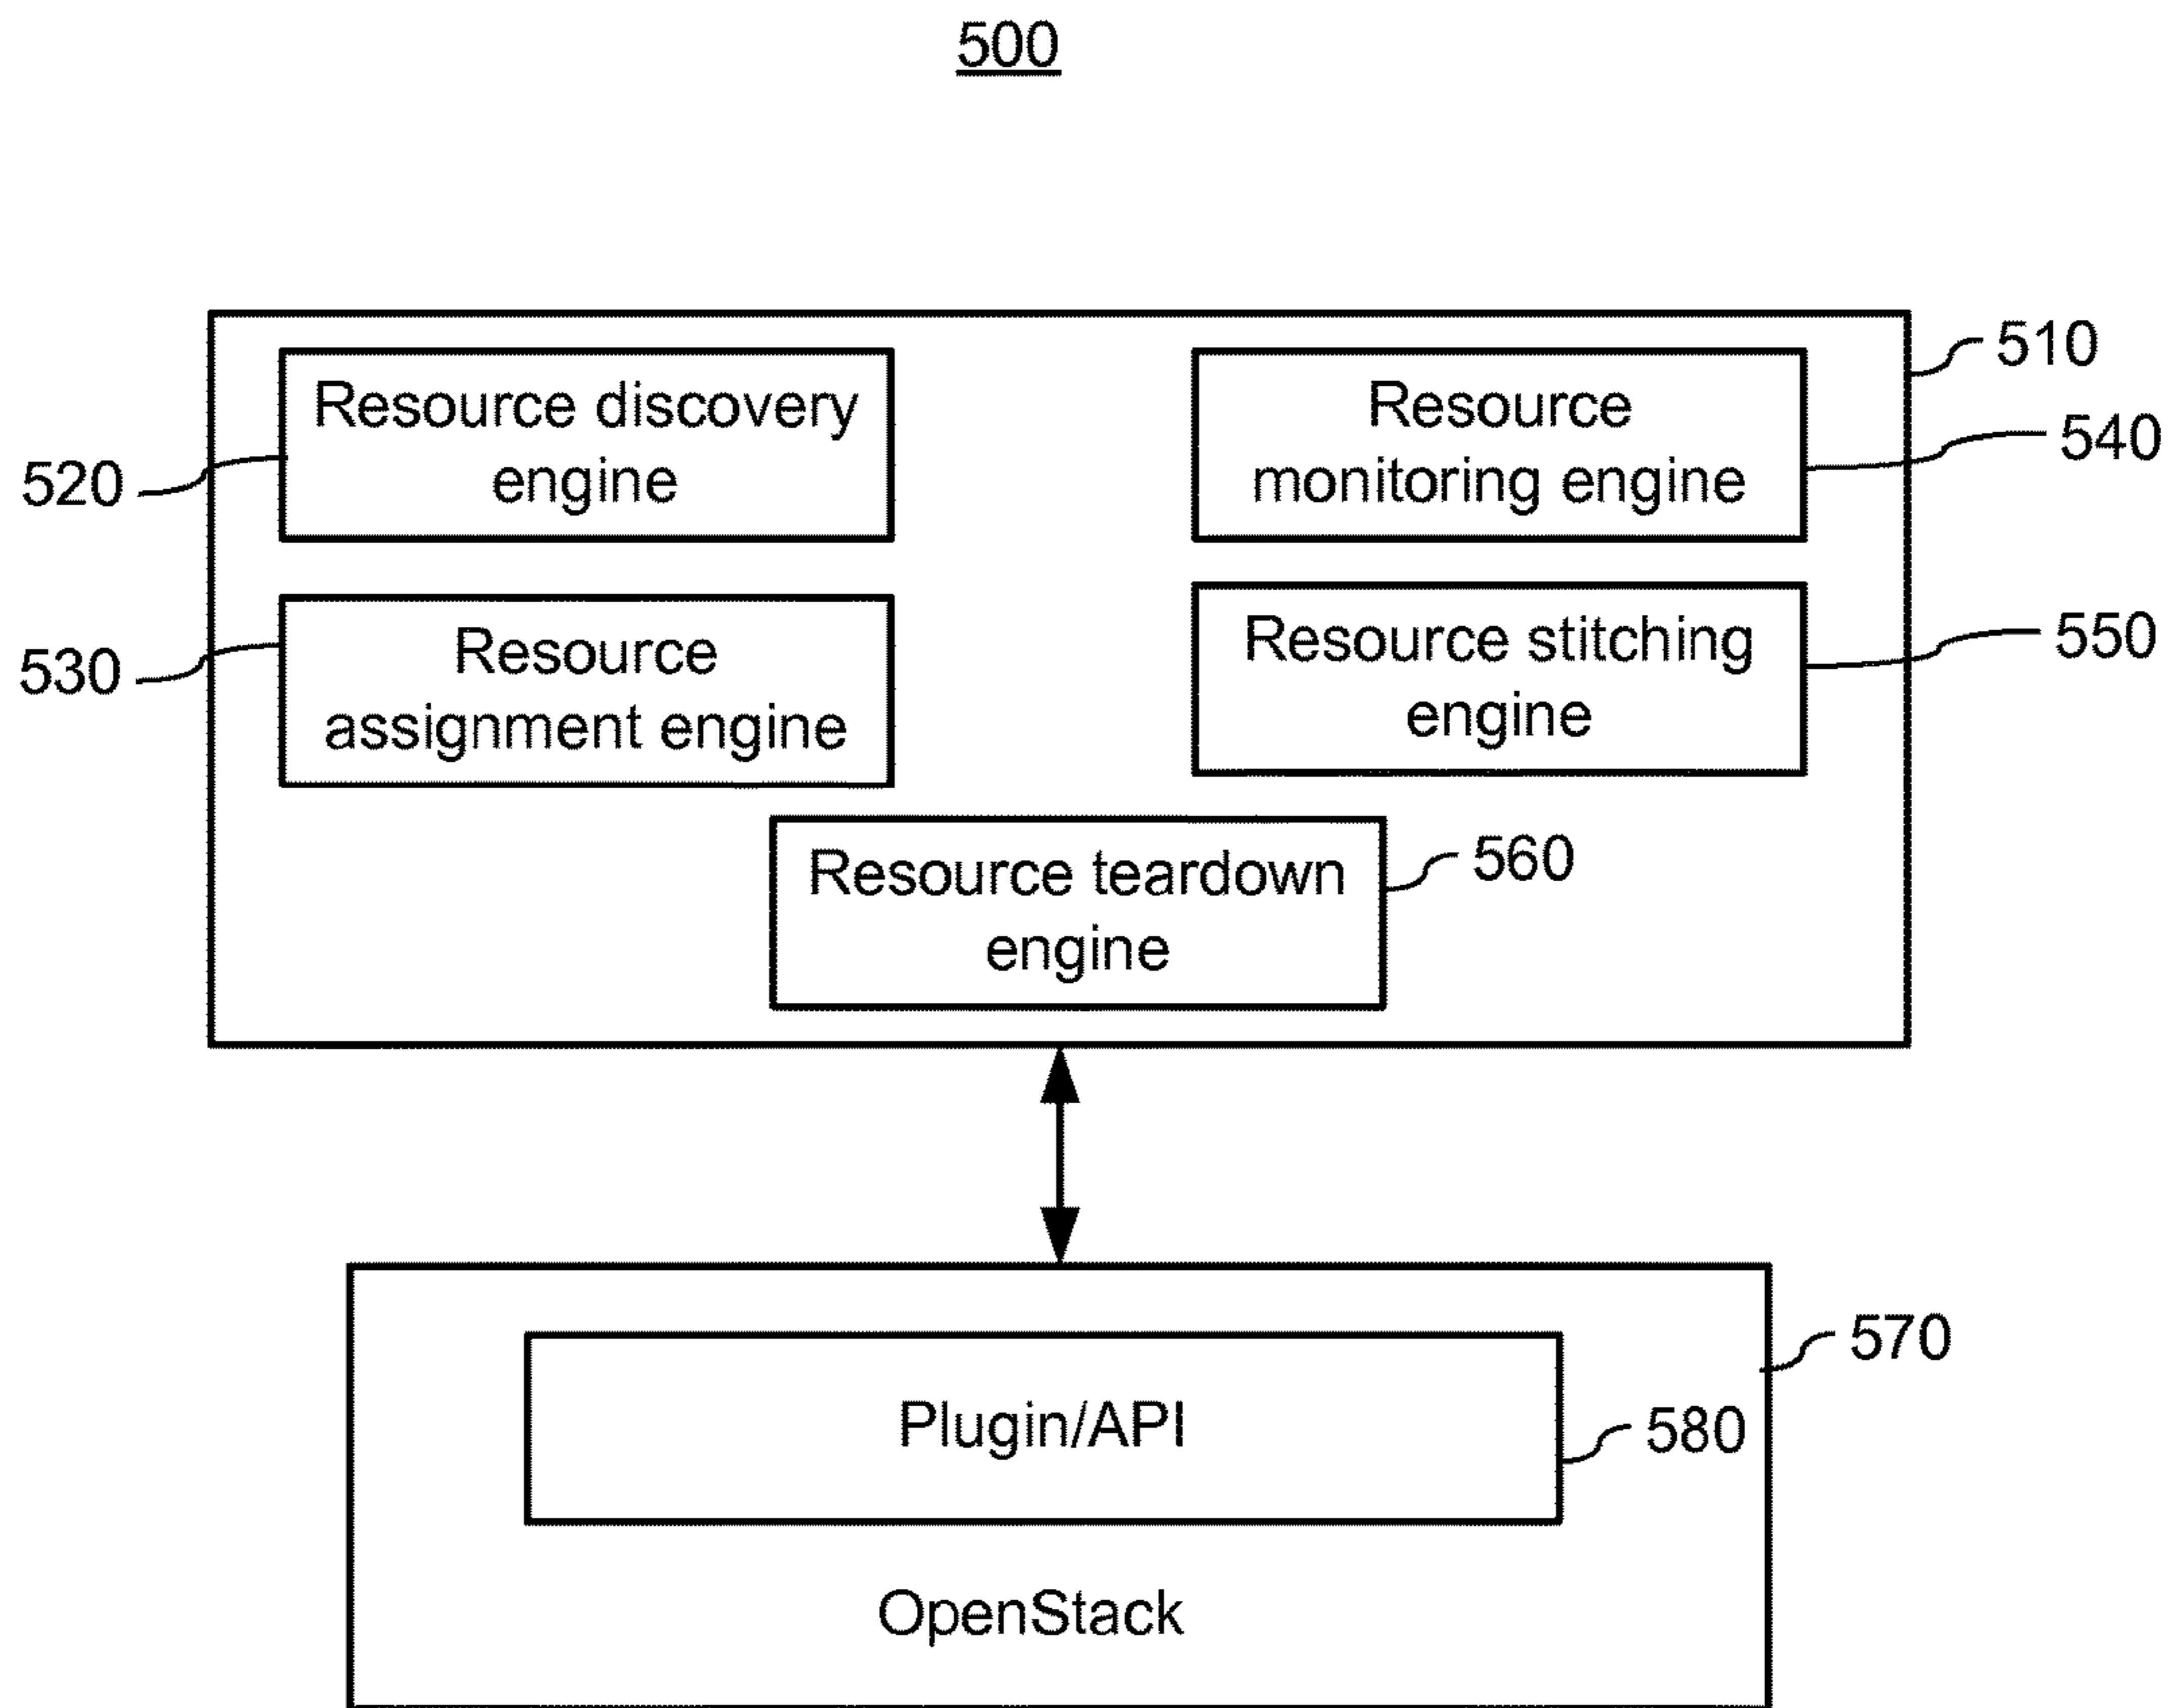 500
510
Resource discovery
engine
520
Resource
monitoring engine
540
Resource
assignment engine
530
Resource stitching
engine
550
Resource teardown
engine
560
570
Plugin/API
580
OpenStack